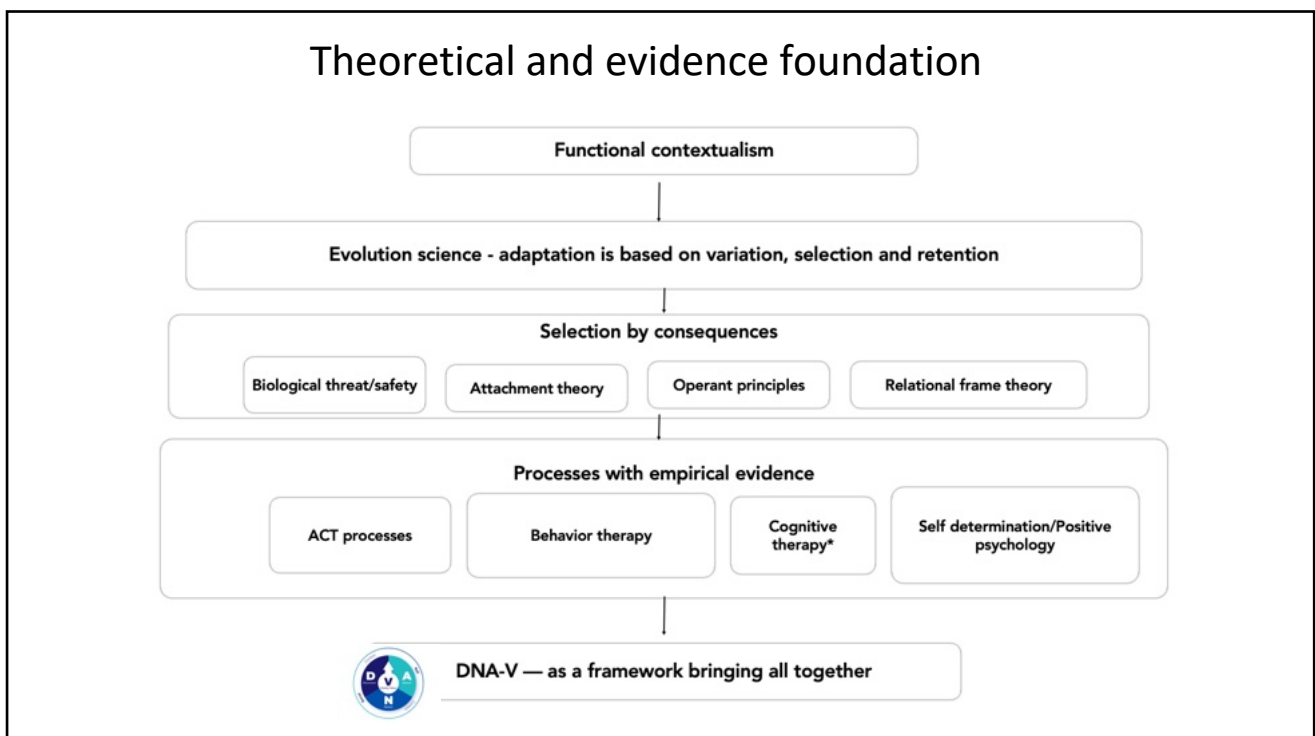 Theoretical and evidence foundation
Functional contextualism
Evolution science - adaptation is based on variation, selection and retention
Selection by consequences
Biological threat/safety
Attachment theory
Operant principles
Relational frame theory
Processes with empirical evidence
ACT processes
Behavior therapy
Cognitive
therapy*
Self determination/Positive
psychology
D
A
V
N
DNA-V — as a framework bringing all together